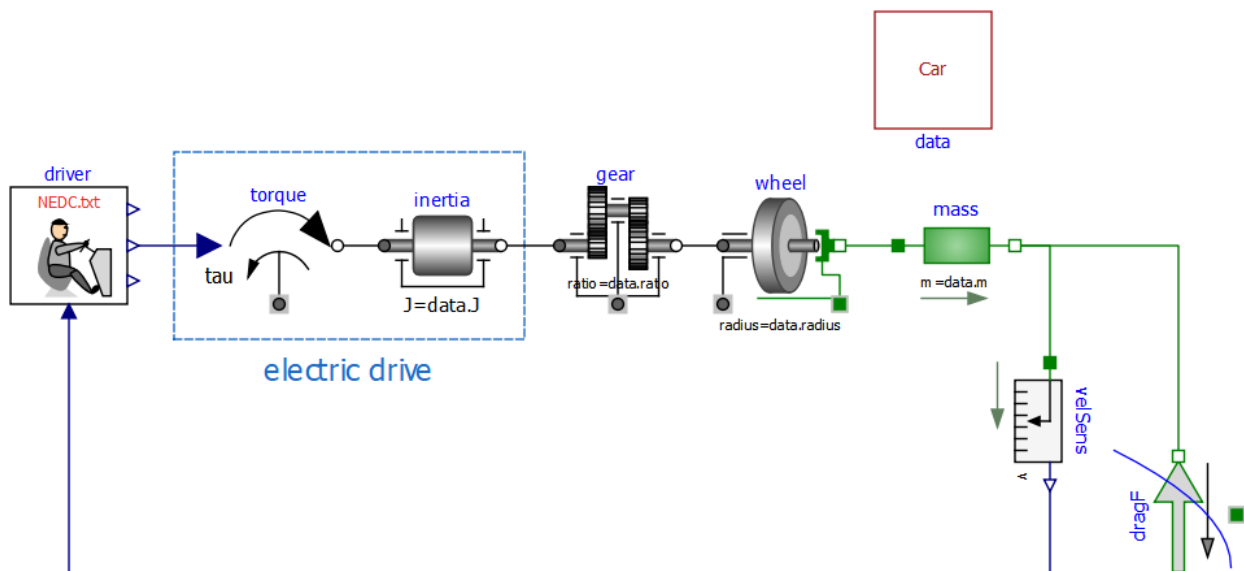 Car
data
driver
NEDC.txt
torque
tau
inertia
J=data.J
electric drive
gear
ratio=data.ratio
wheel
radius=data.radius
mass
m=data.m
velSens
v
dragF